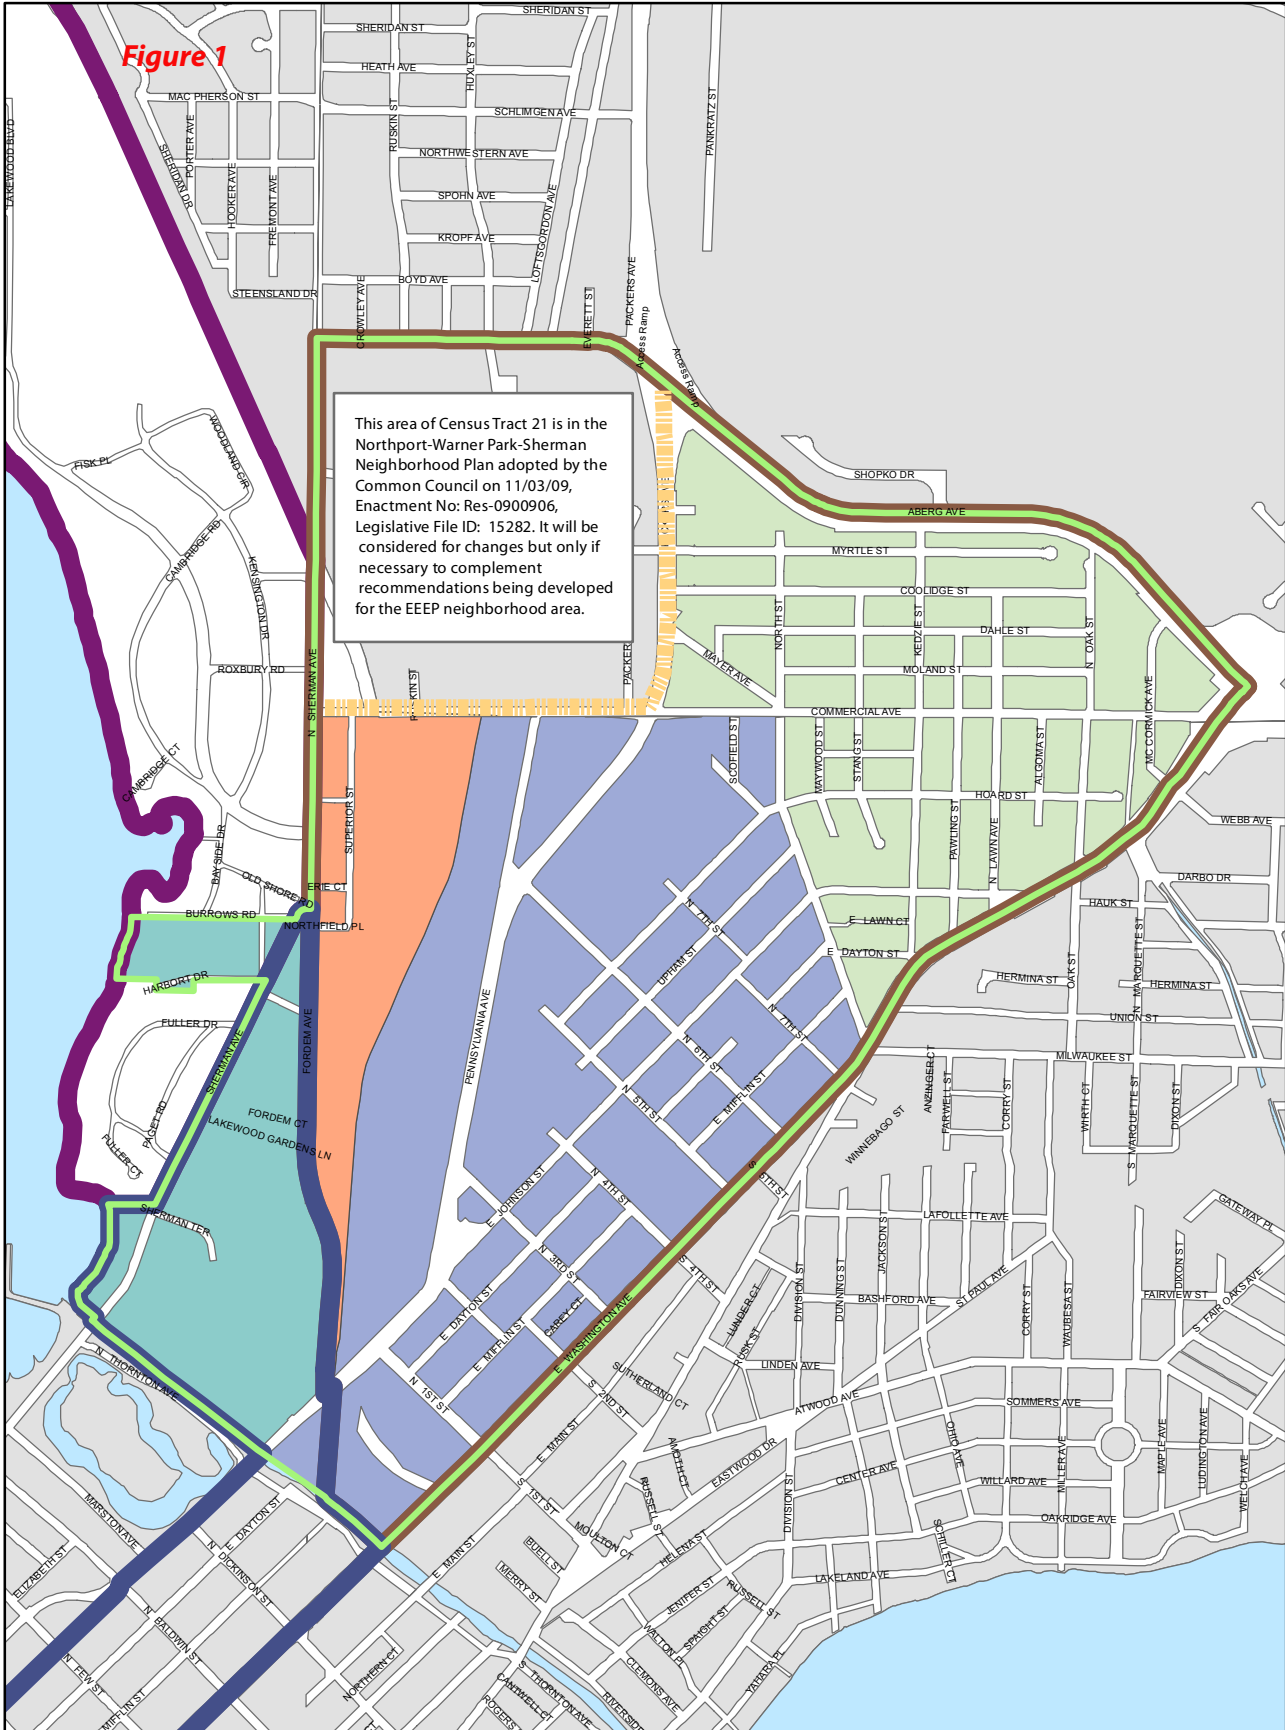 Figure 1
SHERIDAN ST
SHERIDAN ST
HEATH AVE
HUXLEY ST
MAC PHERSON ST
SCHLIMGEN AVE
RUSKIN ST
PANKRATZ ST
LAKEWOOD BLVD
PORTER AVE
SHERIDAN DR
HOOKER AVE
FREMONT AVE
NORTHWESTERN AVE
SPOHN AVE
LOFTSGORDON AVE
KROPF AVE
BOYD AVE
STEENSLAND DR
CROWLEY AVE
EVERETT ST
PACKERS AVE
Access Ramp
Access Ramp
This area of Census Tract 21 is in the
Northport-Warner Park-Sherman
Neighborhood Plan adopted by the
Common Council on 11/03/09,
Enactment No: Res-0900906,
Legislative File ID: 15282. It will be
considered for changes but only if
necessary to complement
recommendations being developed
for the EEEP neighborhood area.
WOODLAND CIR
FISK PL
CAMBRIDGE RD
KENSINGTON DR
ROXBURY RD
N SHERMAN AVE
CAMBRIDGE CT
BAYSIDE DR
OLD SHORE RD
SHOPKO DR
ABERG AVE
MYRTLE ST
COOLIDGE ST
NORTH ST
KEDZIE ST
DAHLE ST
N OAK ST
MAYER AVE
MOLAND ST
MC CORMICK AVE
PACKER
COMMERCIAL AVE
SCOFIELD ST
MAYWOOD ST
STANG ST
ALGOMA ST
HOARD ST
WEBB AVE
PAWLING ST
N LAWN AVE
DARBO DR
HAUK ST
SUPERIOR ST
ERIE CT
BURROWS RD
NORTHFIELD PL
HARBORT DR
FULLER DR
SHERMAN AVE
FORDEM AVE
PAGET RD
FULLER CT
FORDEM CT
LAKEWOOD GARDENS LN
SHERMAN TER
PENNSYLVANIA AVE
N 7TH ST
UPHAM ST
N 7TH ST
N 6TH ST
N 5TH ST
E MIFFLIN ST
E LAWN CT
E DAYTON ST
HERMINA ST
OAK ST
N MARQUETTE ST
HERMINA ST
UNION ST
MILWAUKEE ST
ANZINGER CT
FARWELL ST
CORRY ST
WIRTH CT
S MARQUETTE ST
DIXON ST
WINNEBAGO ST
E JOHNSON ST
N 4TH ST
N 3RD ST
E DAYTON ST
E MIFFLIN ST
CAREY CT
E WASHINGTON AVE
N 1ST ST
S 5TH ST
S 4TH ST
LAFOLLETTE AVE
JACKSON ST
GATEWAY PL
DIVISION ST
DUNNING ST
BASHFORD AVE
ST PAUL AVE
CORRY ST
WAUBESA ST
DIXON ST
FAIRVIEW ST
S FAIR OAKS AVE
LUNDER CT
RUSK ST
LINDEN AVE
SUTHERLAND CT
S 2ND ST
ATWOOD AVE
SOMMERS AVE
N THORNTON AVE
E MAIN ST
AMOTH CT
EASTWOOD DR
CENTER AVE
OHIO AVE
WILLARD AVE
MILLER AVE
MAPLE AVE
LUDINGTON AVE
WELCH AVE
OAKRIDGE AVE
S 1ST ST
RUSSELL ST
DIVISION ST
MOULTON CT
HELENA ST
SCHILLER CT
LAKELAND AVE
MARSTON AVE
E DAYTON ST
N DICKINSON ST
ELIZABETH ST
E MAIN ST
BUELL ST
MERRY ST
JENIFER ST
RUSSELL ST
SPAIGHT ST
WALTON PL
YAHARA PL
CLEMONS AVE
N BALDWIN ST
N FEW ST
MIFFLIN ST
NORTHERN CT
S THORNTON AVE
CANTWELL CT
ROGERS
RIVERSIDE